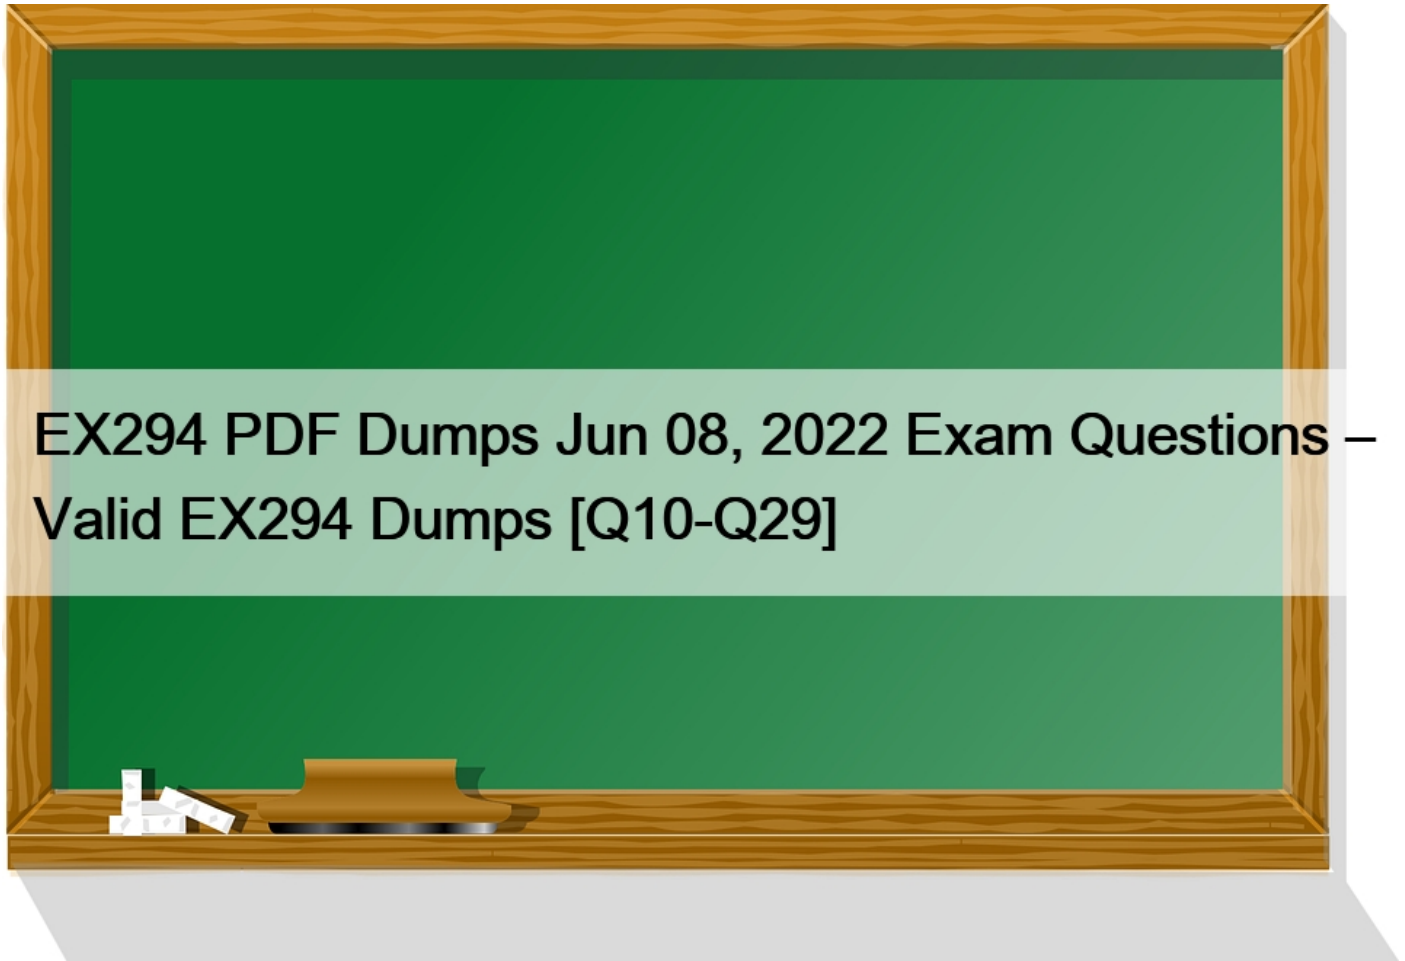 EX294 PDF Dumps Jun 08, 2022 Exam Questions –
Valid EX294 Dumps [Q10-Q29]